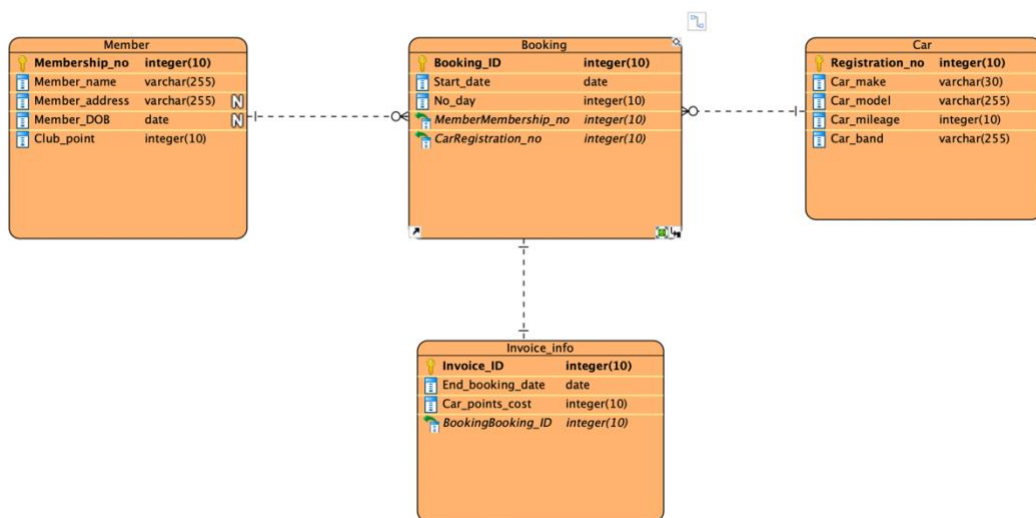 Member
Membership_no integer(10)
Member_name varchar(255)
Member_address varchar(255) N
Member_DOB date N
Club_point integer(10)
Booking
Booking_ID integer(10)
Start_date date
No_day integer(10)
MemberMembership_no integer(10)
CarRegistration_no integer(10)
Car
Registration_no integer(10)
Car_make varchar(30)
Car_model varchar(255)
Car_mileage integer(10)
Car_band varchar(255)
Invoice_info
Invoice_ID integer(10)
End_booking_date date
Car_points_cost integer(10)
BookingBooking_ID integer(10)